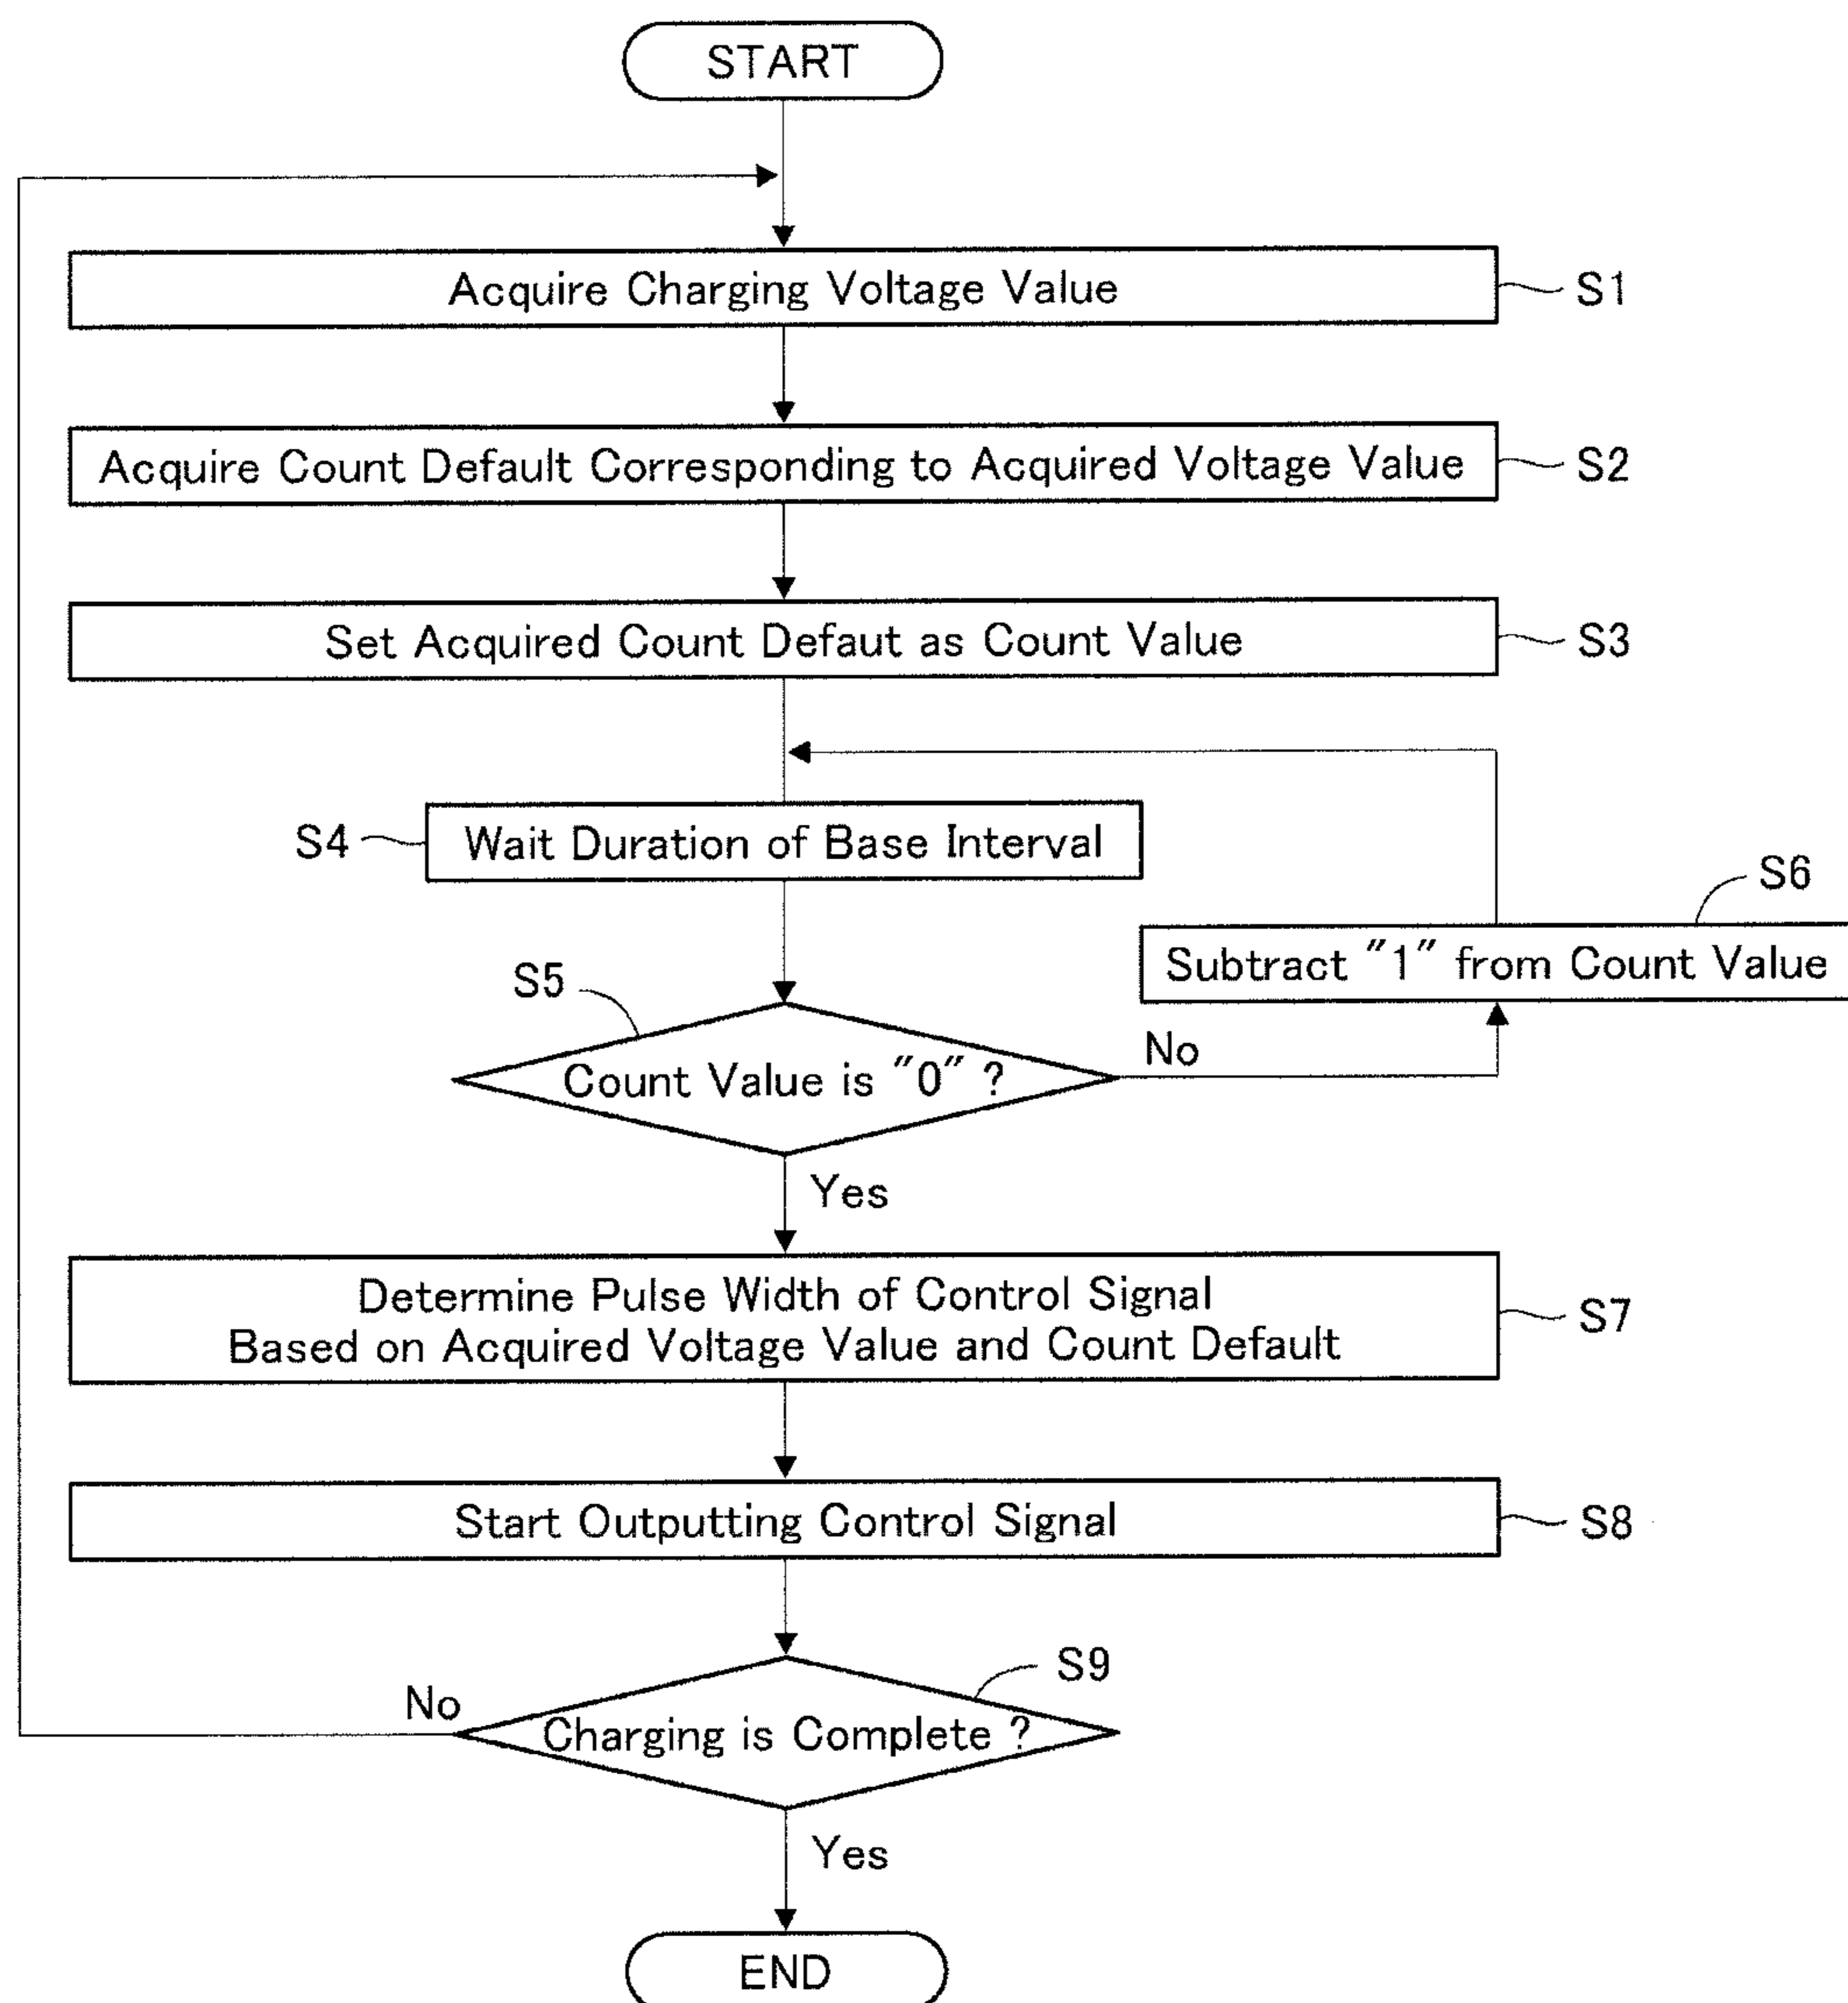 START
Acquire Charging Voltage Value
S1
Acquire Count Default Corresponding to Acquired Voltage Value
S2
Set Acquired Count Defaut as Count Value
S3
S4
Wait Duration of Base Interval
S6
Subtract "1" from Count Value
S5
Count Value is "0" ?
No
Yes
Determine Pulse Width of Control Signal
Based on Acquired Voltage Value and Count Default
S7
Start Outputting Control Signal
S8
S9
No
Charging is Complete ?
Yes
END